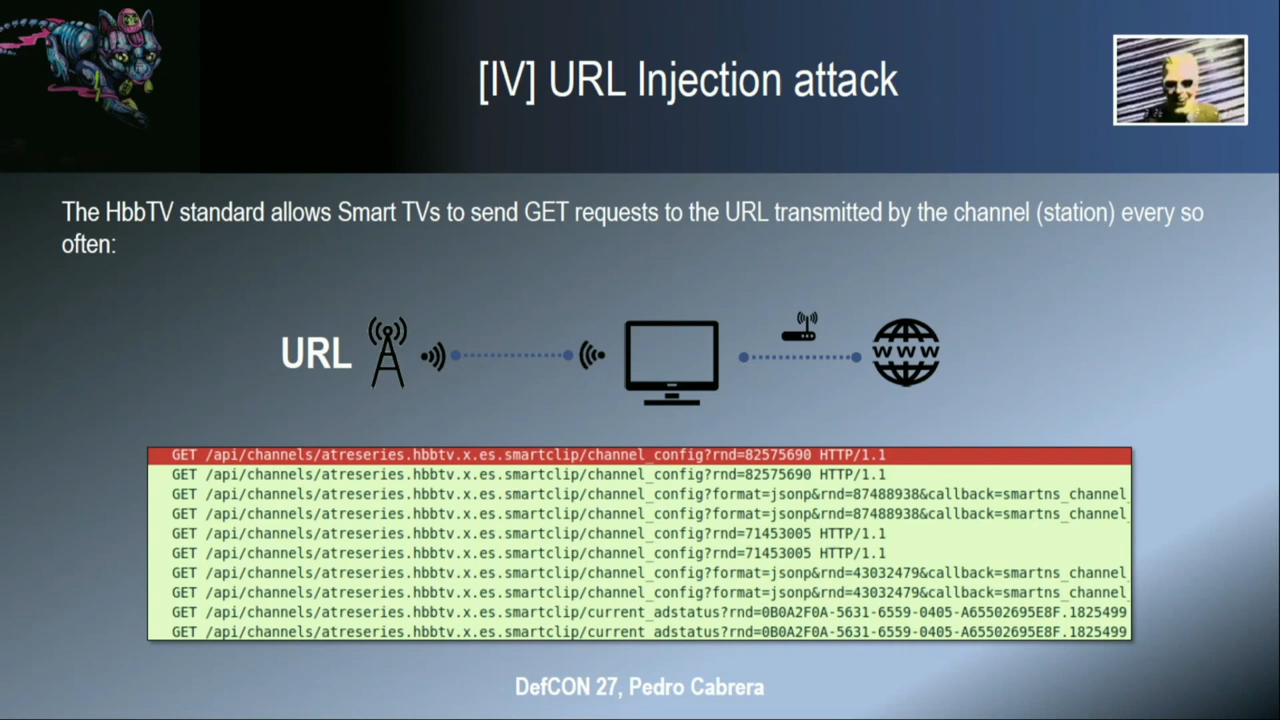 [IV] URL Injection attack
The HbbTV standard allows Smart TVs to send GET requests to the URL transmitted by the channel (station) every so
often:
URL
WWW
GET /api/channels/atreseries.hbbtv.x.es.smartclip/channel_config?rnd=82575690 HTTP/1.1
GET /api/channels/atreseries.hbbtv.x.es.smartclip/channel_config?rnd=82575690 HTTP/1.1
GET /api/channels/atreseries.hbbtv.x.es.smartclip/channel_config?format=jsonp&rnd=87488938&callback=smartns_channel_
GET /api/channels/atreseries.hbbtv.x.es.smartclip/channel_config?format=jsonp&rnd=87488938&callback=smartns_channel_
GET /api/channels/atreseries.hbbtv.x.es.smartclip/channel_config?rnd=71453005 HTTP/1.1
GET /api/channels/atreseries.hbbtv.x.es.smartclip/channel_config?rnd=71453005 HTTP/1.1
GET /api/channels/atreseries.hbbtv.x.es.smartclip/channel_config?format=jsonp&rnd=43032479&callback=smartns_channel_
GET /api/channels/atreseries.hbbtv.x.es.smartclip/channel_config?format=jsonp&rnd=43032479&callback=smartns_channel_
GET /api/channels/atreseries.hbbtv.x.es.smartclip/current_adstatus?rnd=0B0A2F0A-5631-6559-0405-A65502695E8F.1825499
GET /api/channels/atreseries.hbbtv.x.es.smartclip/current adstatus?rnd=0B0A2F0A-5631-6559-0405-A65502695E8F.1825499
DefCON 27, Pedro Cabrera